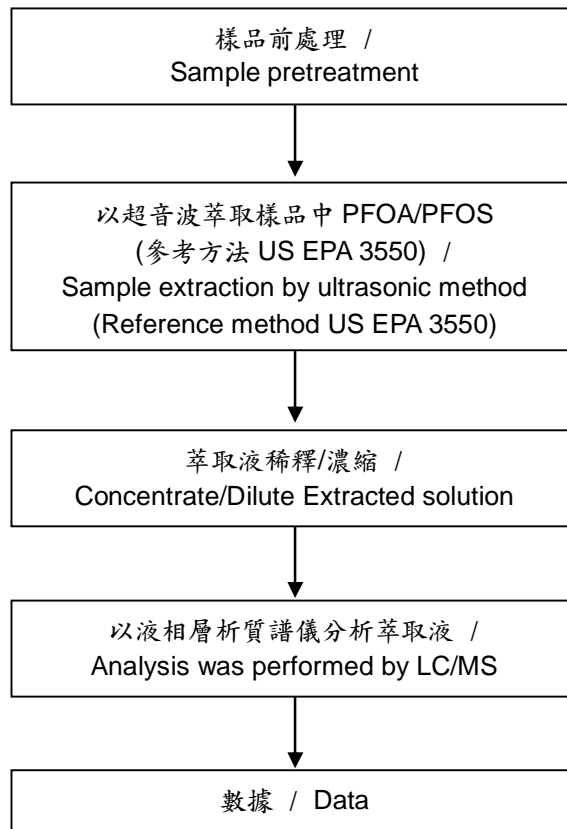 樣品前處理 /
Sample pretreatment
以超音波萃取樣品中 PFOA/PFOS
(參考方法 US EPA 3550) /
Sample extraction by ultrasonic method
(Reference method US EPA 3550)
萃取液稀釋/濃縮 /
Concentrate/Dilute Extracted solution
以液相層析質譜儀分析萃取液 /
Analysis was performed by LC/MS
數據 / Data